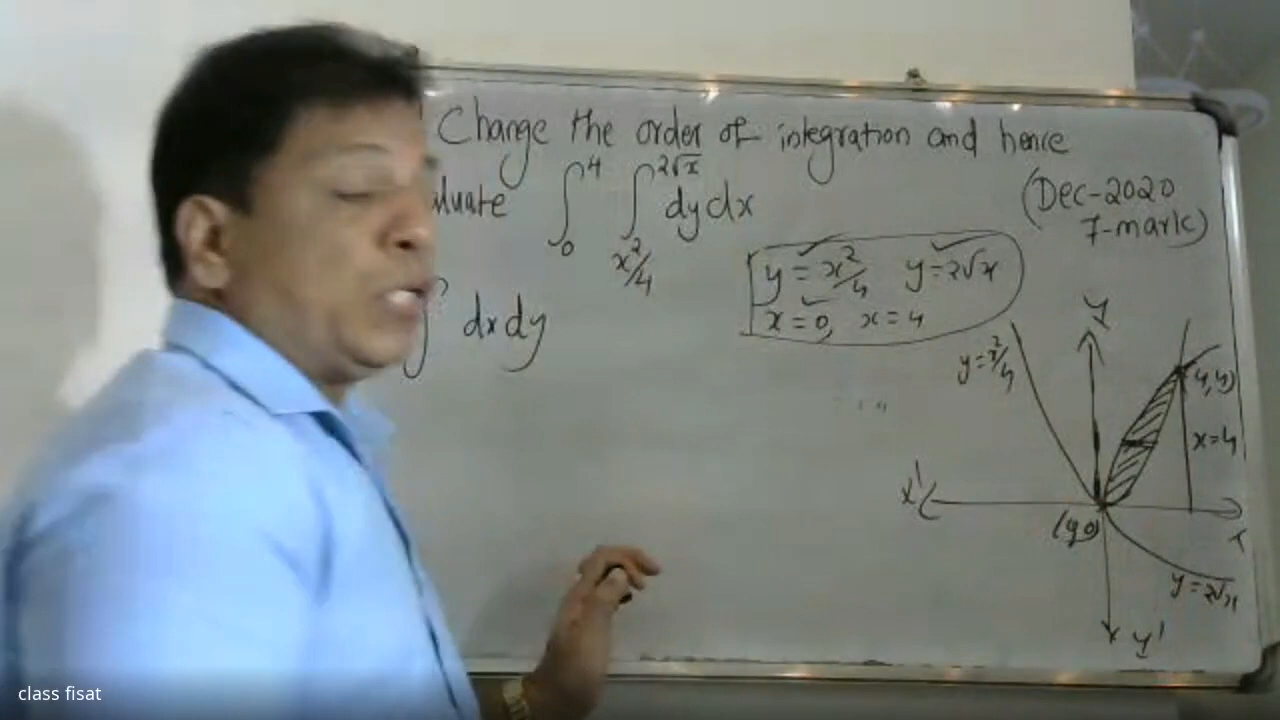 Change the order of integration and hence
aluate ∫₀⁴ ∫_{x²/4}^{2√x} dy dx
(Dec-2020
7-mark)
y = x²/4 y = 2√x
x = 0, x = 4
∫ dx dy
y
y = x²/4
(4,4)
x=4
x'
(0,0)
x
y = 2√x
y'
class fisat